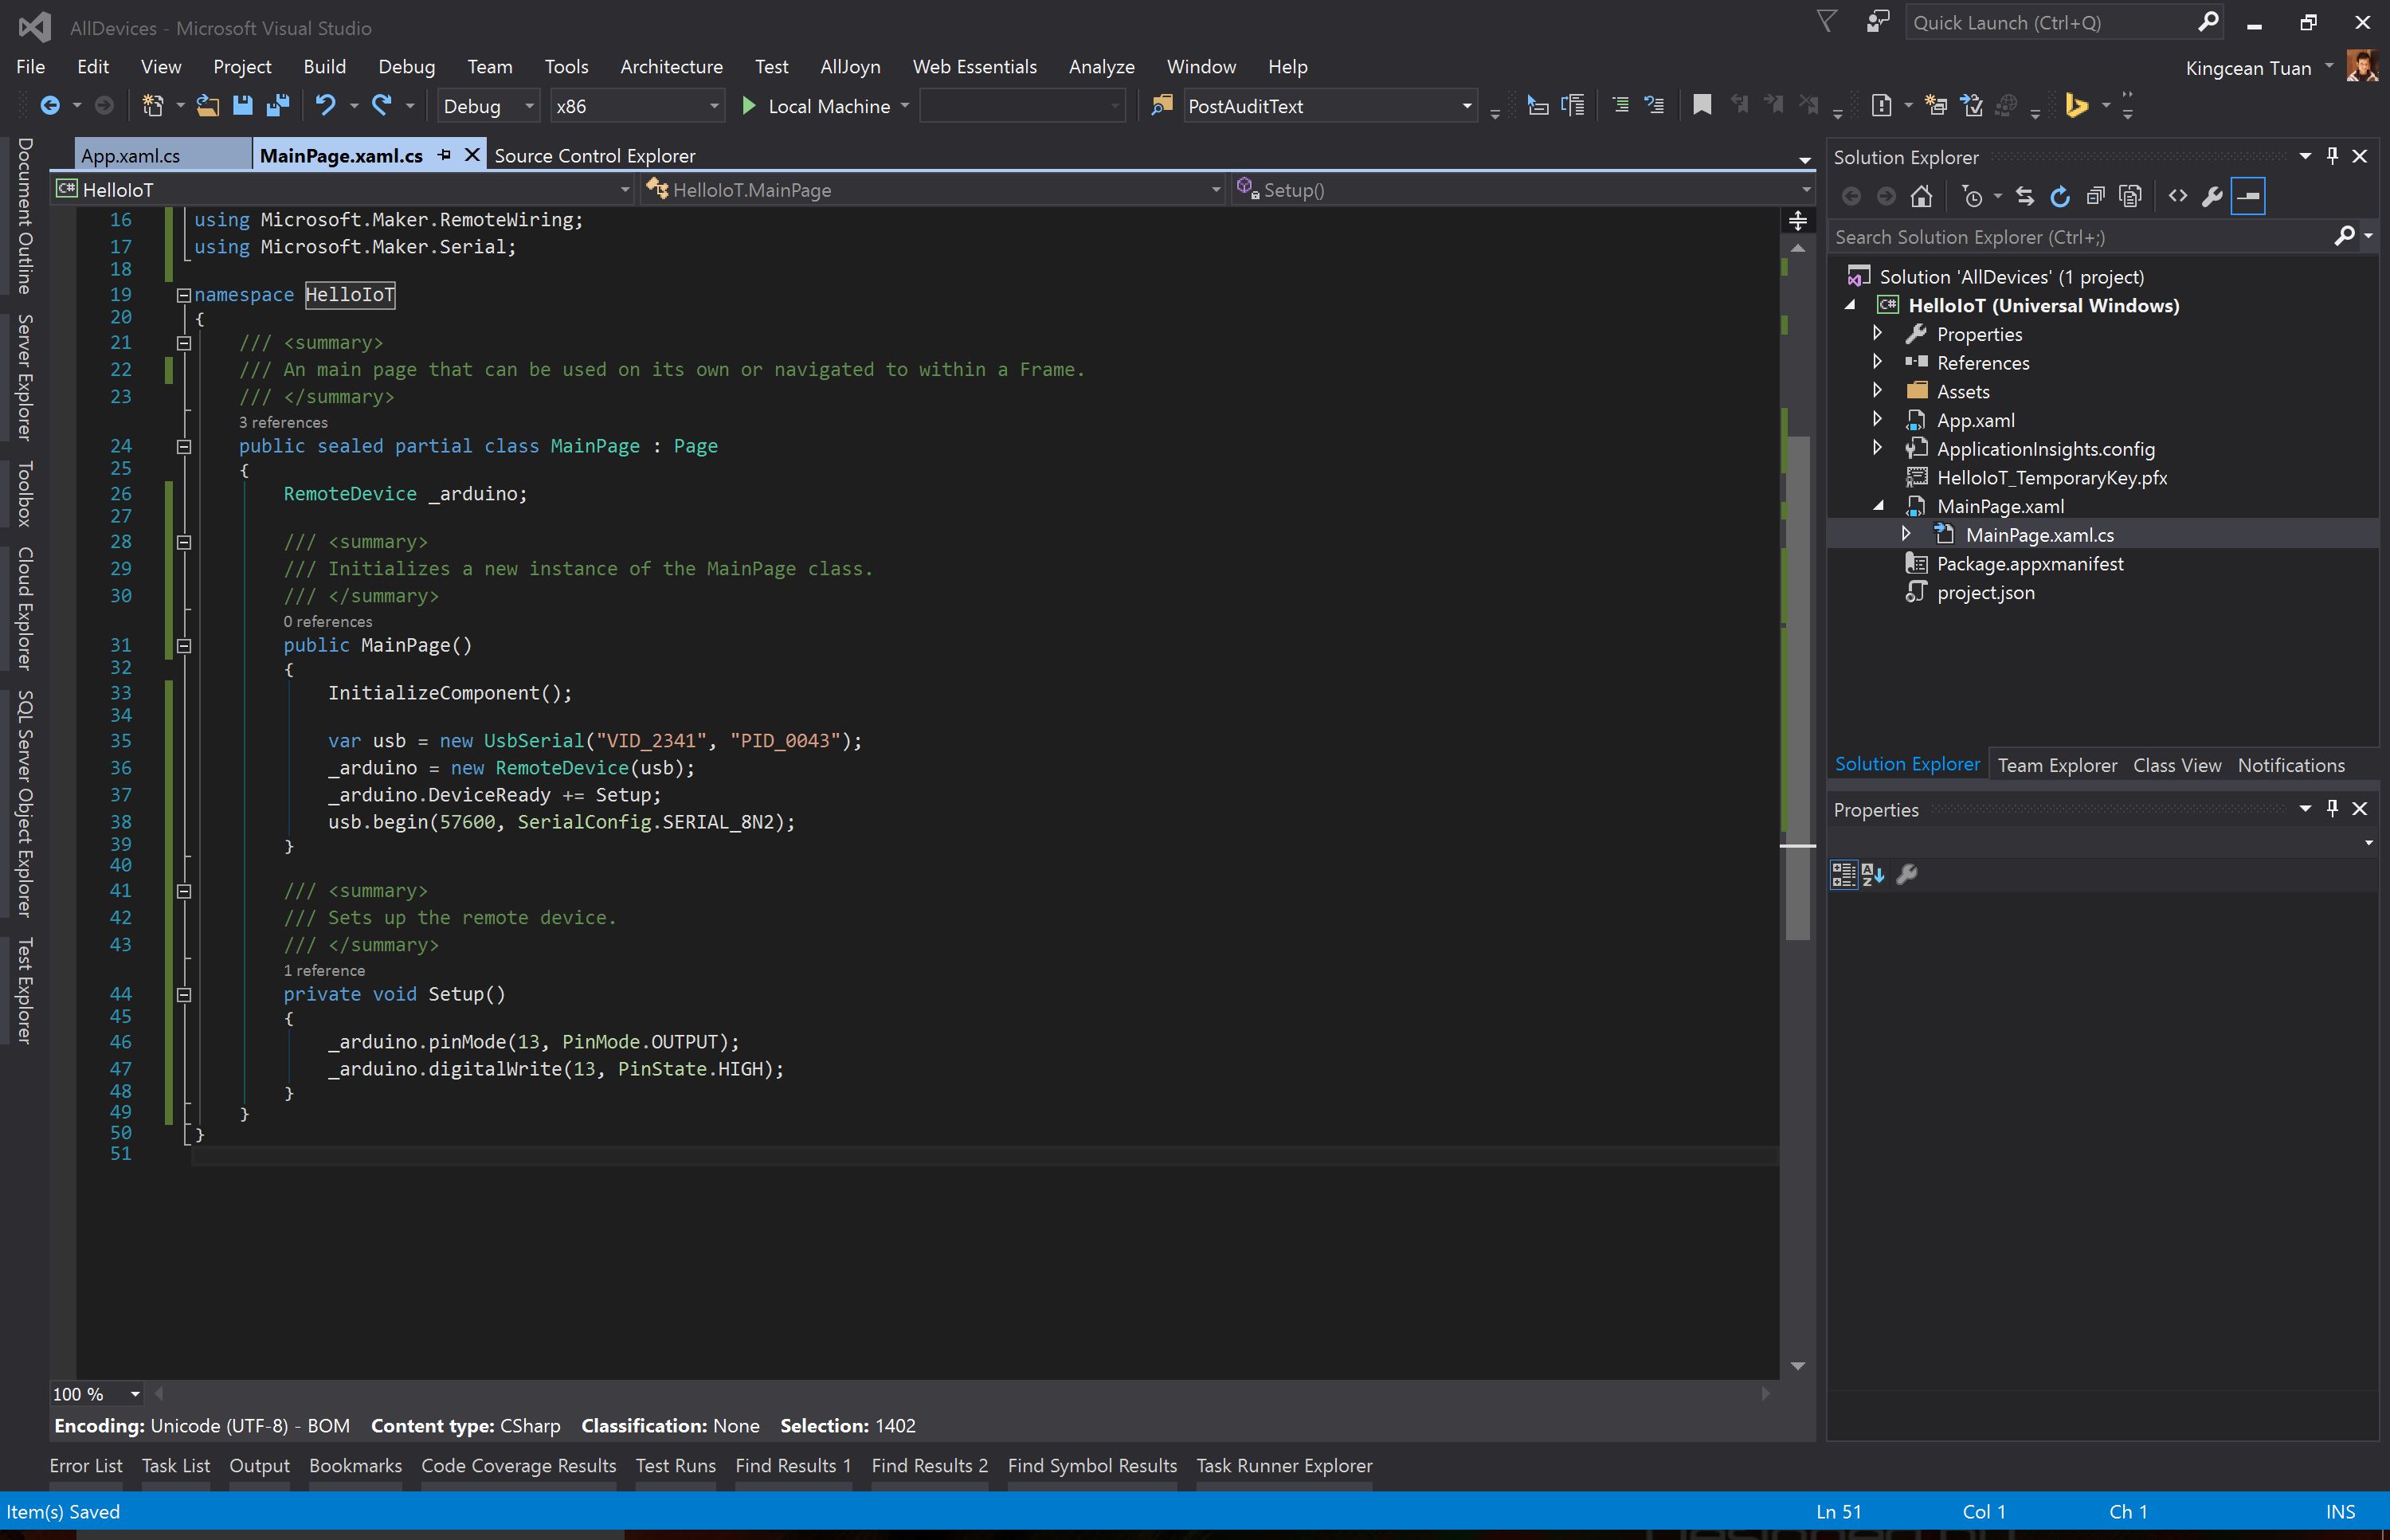 AllDevices - Microsoft Visual Studio
Quick Launch (Ctrl+Q)
File Edit View Project Build Debug Team Tools Architecture Test AllJoyn Web Essentials Analyze Window Help
Kingcean Tuan
Debug x86 Local Machine PostAuditText
Document Outline
Server Explorer
Toolbox
Cloud Explorer
SQL Server Object Explorer
Test Explorer
App.xaml.cs MainPage.xaml.cs Source Control Explorer
C# HelloIoT HelloIoT.MainPage Setup()
16 using Microsoft.Maker.RemoteWiring;
17 using Microsoft.Maker.Serial;
18
19 namespace HelloIoT
20 {
21 /// <summary>
22 /// An main page that can be used on its own or navigated to within a Frame.
23 /// </summary>
3 references
24 public sealed partial class MainPage : Page
25 {
26 RemoteDevice _arduino;
27
28 /// <summary>
29 /// Initializes a new instance of the MainPage class.
30 /// </summary>
0 references
31 public MainPage()
32 {
33 InitializeComponent();
34
35 var usb = new UsbSerial("VID_2341", "PID_0043");
36 _arduino = new RemoteDevice(usb);
37 _arduino.DeviceReady += Setup;
38 usb.begin(57600, SerialConfig.SERIAL_8N2);
39 }
40
41 /// <summary>
42 /// Sets up the remote device.
43 /// </summary>
1 reference
44 private void Setup()
45 {
46 _arduino.pinMode(13, PinMode.OUTPUT);
47 _arduino.digitalWrite(13, PinState.HIGH);
48 }
49 }
50 }
51
100 %
Encoding: Unicode (UTF-8) - BOM Content type: CSharp Classification: None Selection: 1402
Solution Explorer
Search Solution Explorer (Ctrl+;)
Solution 'AllDevices' (1 project)
C# HelloIoT (Universal Windows)
Properties
References
Assets
App.xaml
ApplicationInsights.config
HelloIoT_TemporaryKey.pfx
MainPage.xaml
MainPage.xaml.cs
Package.appxmanifest
project.json
Solution Explorer Team Explorer Class View Notifications
Properties
Error List Task List Output Bookmarks Code Coverage Results Test Runs Find Results 1 Find Results 2 Find Symbol Results Task Runner Explorer
Item(s) Saved Ln 51 Col 1 Ch 1 INS